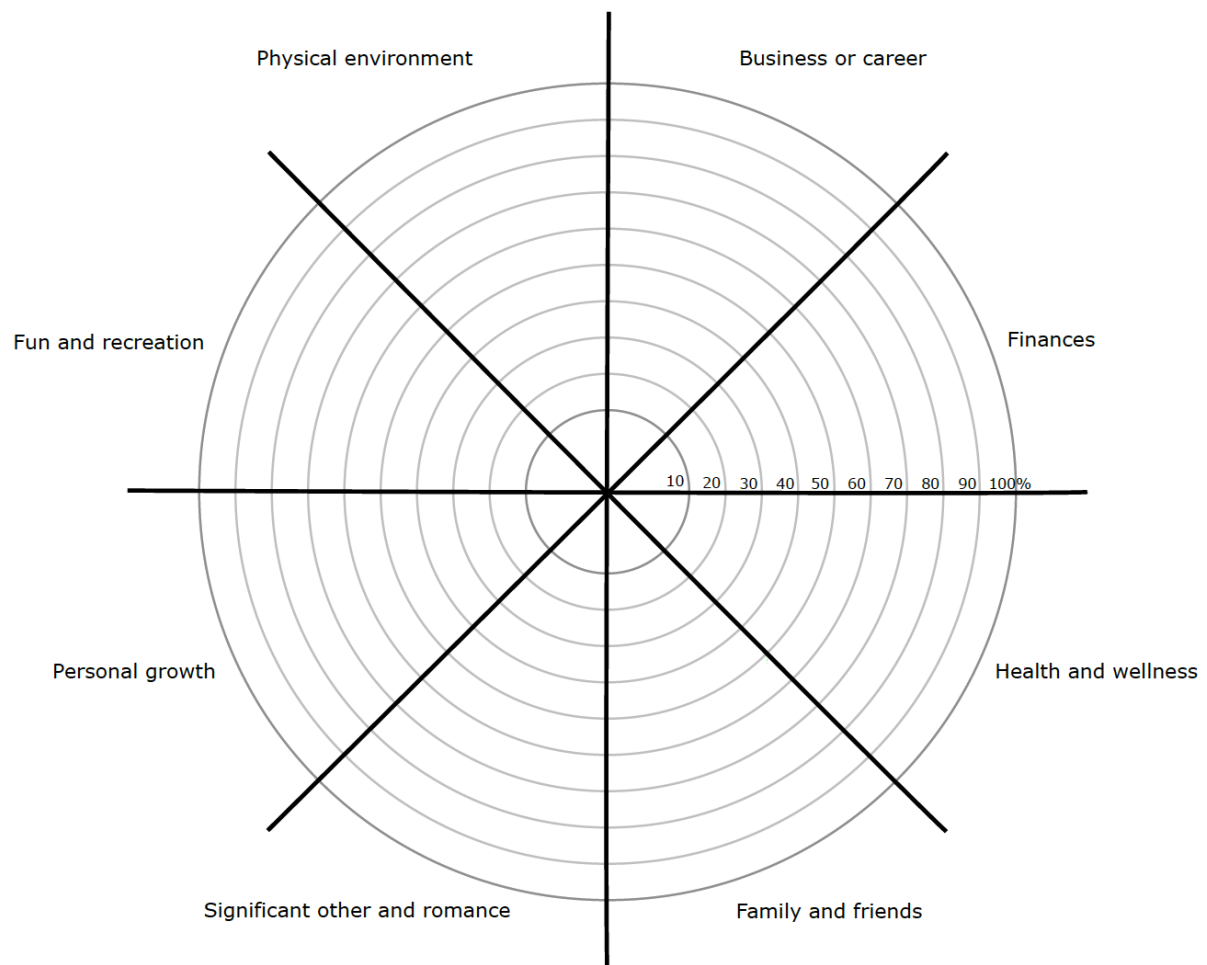 Physical environment
Business or career
Fun and recreation
Finances
10 20 30 40 50 60 70 80 90 100%
Personal growth
Health and wellness
Significant other and romance
Family and friends